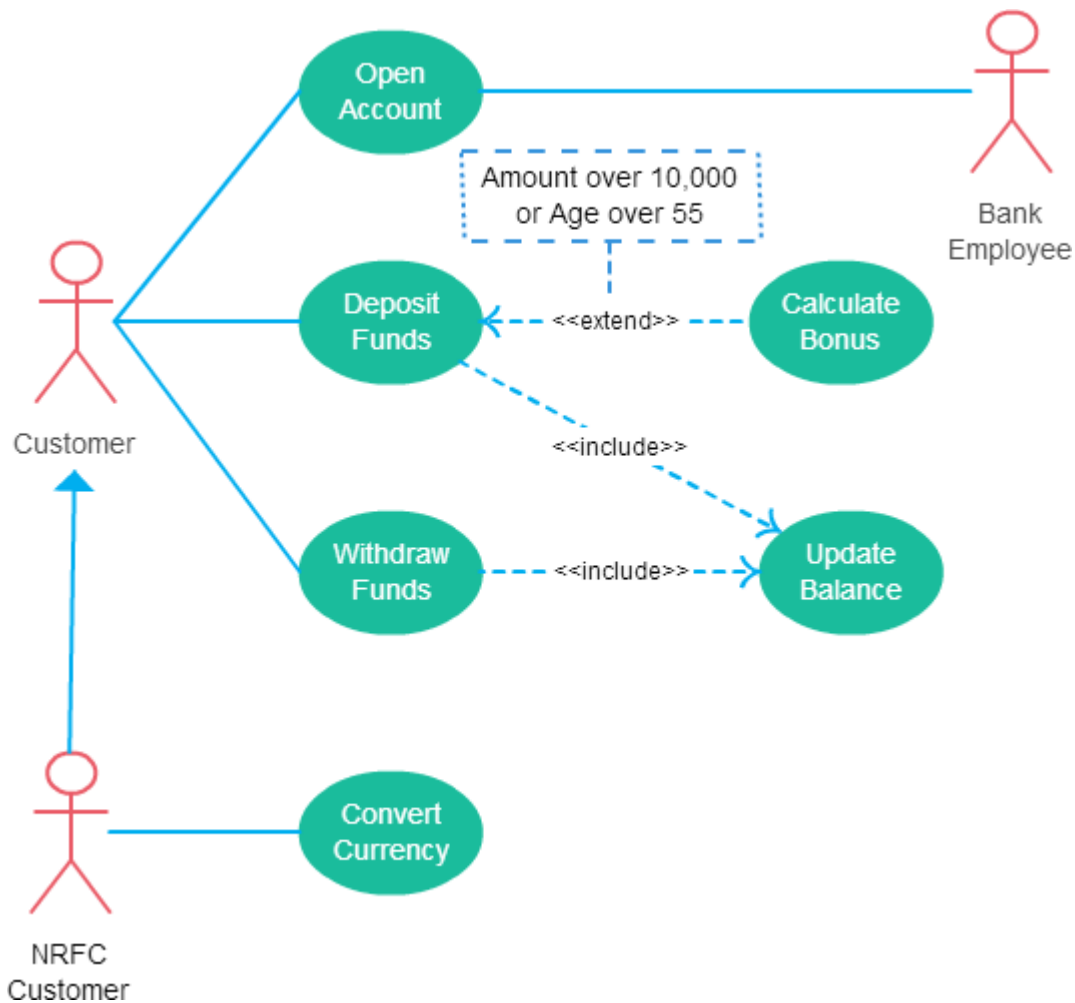 Open
Account
Amount over 10,000
or Age over 55
Bank
Employee
Customer
Deposit
Funds
<<extend>>
Calculate
Bonus
<<include>>
Withdraw
Funds
<<include>>
Update
Balance
Convert
Currency
NRFC
Customer